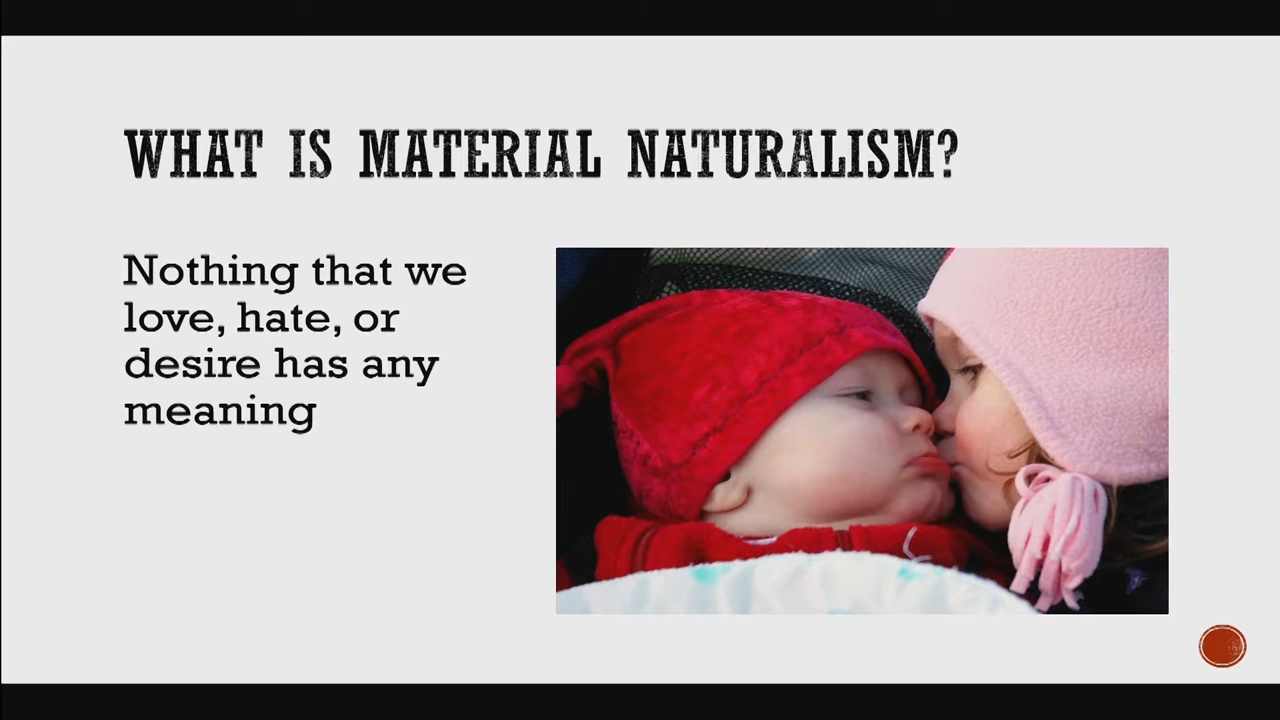 WHAT IS MATERIAL NATURALISM?
Nothing that we
love, hate, or
desire has any
meaning